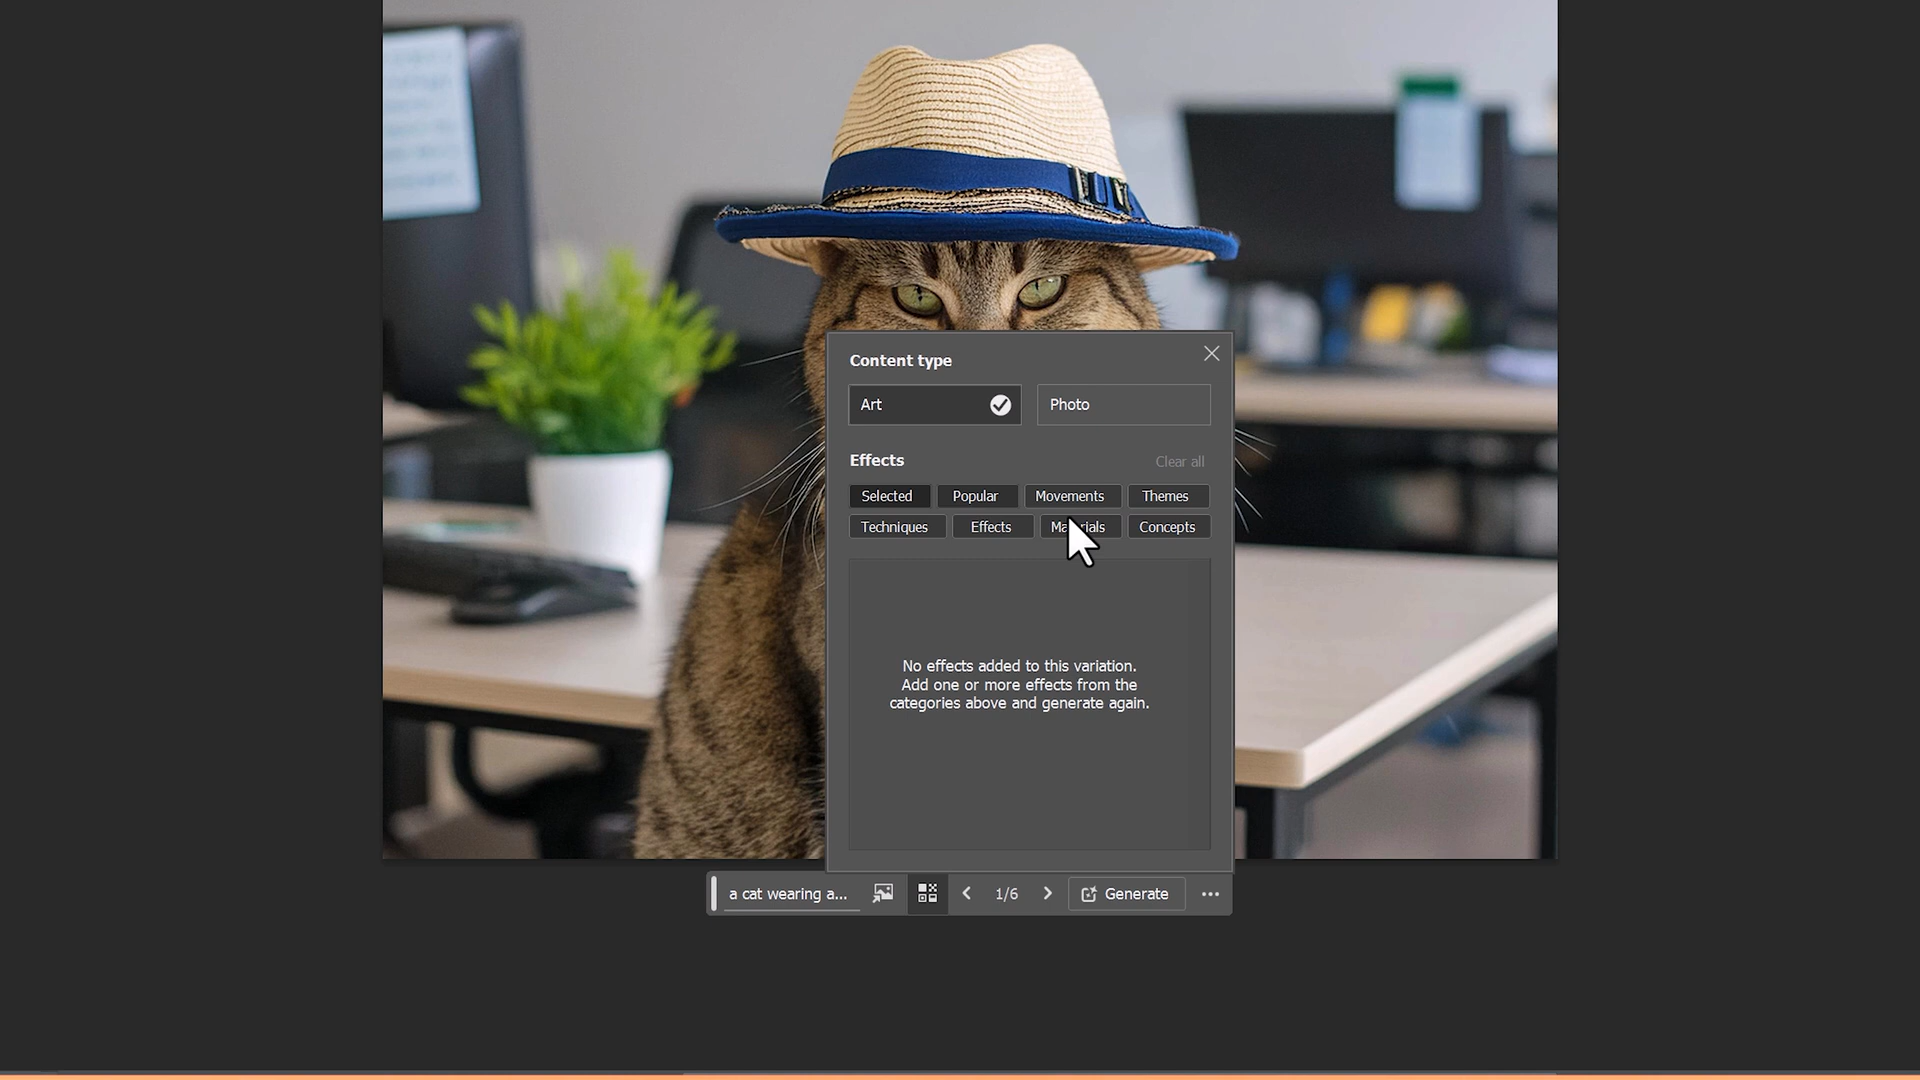 Content type
Art
Photo
Effects
Clear all
Selected
Popular
Movements
Themes
Techniques
Effects
Materials
Concepts
No effects added to this variation.
Add one or more effects from the
categories above and generate again.
a cat wearing a...
1/6
Generate